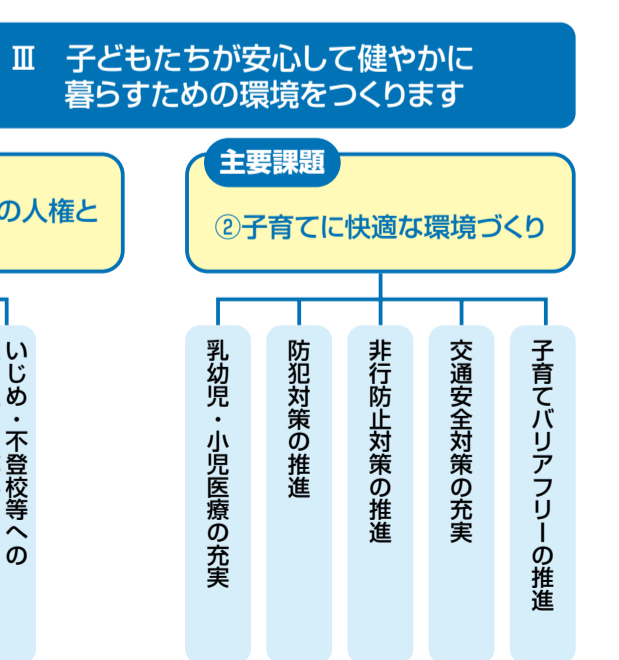 Ⅲ 子どもたちが安心して健やかに
暮らすための環境をつくります
の人権と
主要課題
②子育てに快適な環境づくり
いじめ・不登校等への
乳幼児・小児医療の充実
防犯対策の推進
非行防止対策の推進
交通安全対策の充実
子育てバリアフリーの推進